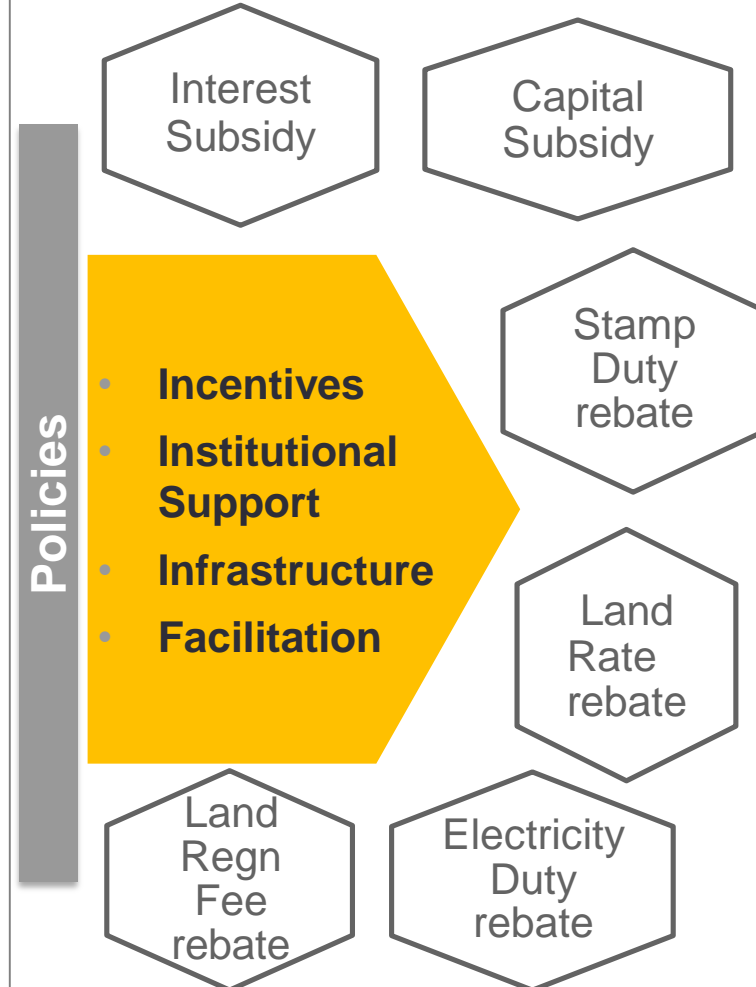 Interest
Subsidy
Capital
Subsidy
Policies
• Incentives
• Institutional
Support
• Infrastructure
• Facilitation
Stamp
Duty
rebate
Land
Rate
rebate
Land
Regn
Fee
rebate
Electricity
Duty
rebate